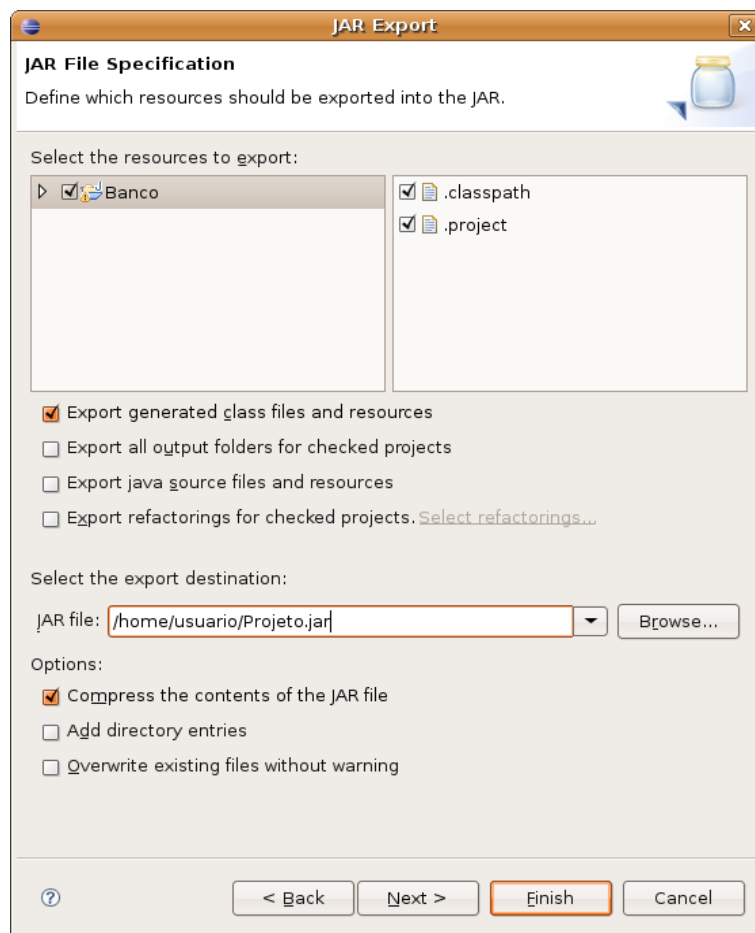 JAR Export
JAR File Specification
Define which resources should be exported into the JAR.
Select the resources to export:
Banco
.classpath
.project
Export generated class files and resources
Export all output folders for checked projects
Export java source files and resources
Export refactorings for checked projects. Select refactorings...
Select the export destination:
JAR file: /home/usuario/Projeto.jar Browse...
Options:
Compress the contents of the JAR file
Add directory entries
Overwrite existing files without warning
? < Back Next > Finish Cancel